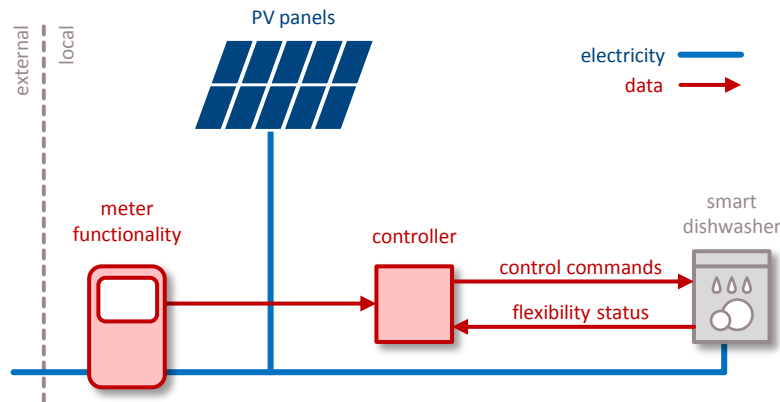 PV panels
external
local
electricity
data
meter
functionality
controller
smart
dishwasher
control commands
flexibility status